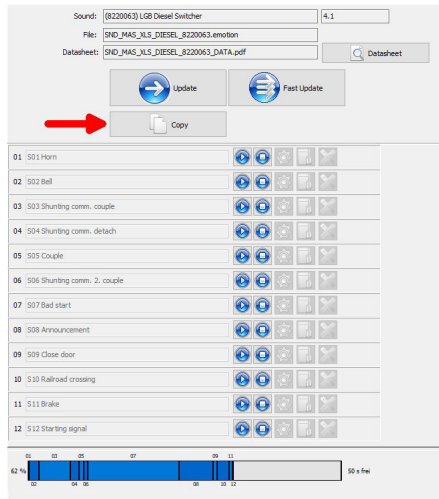 Sound: (8220063) LGB Diesel Switcher 4.1
File: SND_MAS_XLS_DIESEL_8220063.emotion
Datasheet: SND_MAS_XLS_DIESEL_8220063_DATA.pdf Datasheet
Update Fast Update
Copy
01 S01 Horn
02 S02 Bell
03 S03 Shunting comm. couple
04 S04 Shunting comm. detach
05 S05 Couple
06 S06 Shunting comm. 2. couple
07 S07 Bad start
08 S08 Announcement
09 S09 Close door
10 S10 Railroad crossing
11 S11 Brake
12 S12 Starting signal
01 03 05 07 09 11
62 % 50 s frei
02 04 06 08 10 12